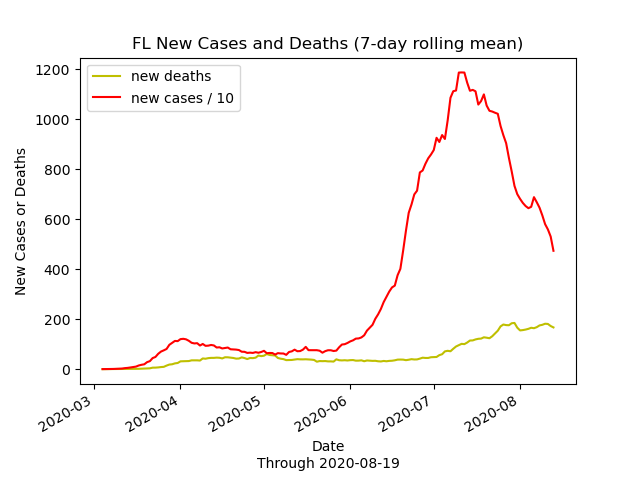 FL New Cases and Deaths (7-day rolling mean)
new deaths
new cases / 10
1200
1000
800
600
400
200
0
New Cases or Deaths
2020-03
2020-04
2020-05
2020-06
2020-07
2020-08
Date
Through 2020-08-19